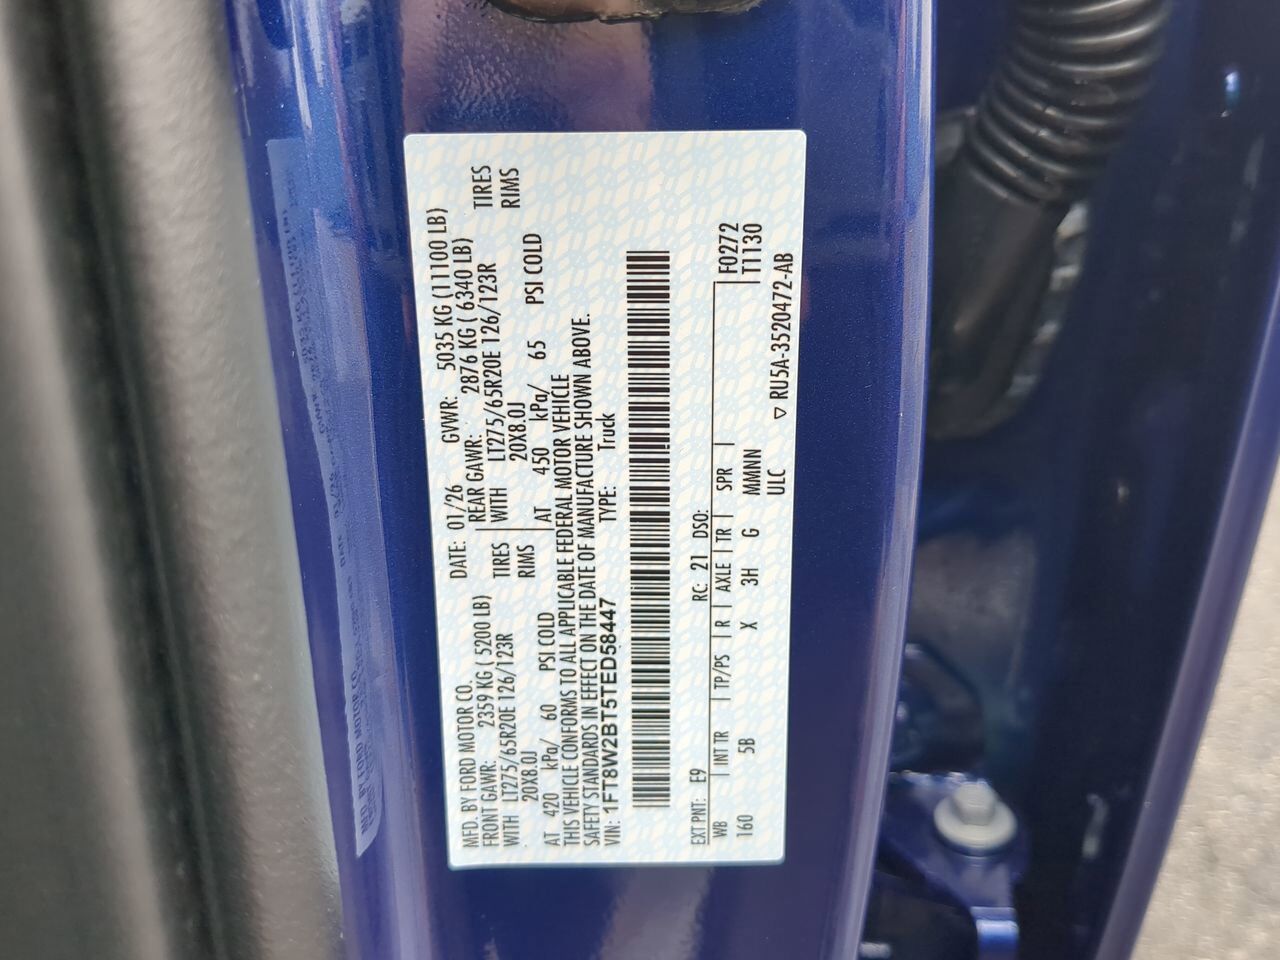 MFD. BY FORD MOTOR CO. DATE: 01/26 GVWR: 5035 KG (11100 LB)
FRONT GAWR: 2359 KG ( 5200 LB) REAR GAWR: 2876 KG ( 6340 LB)
WITH LT275/65R20E 126/123R TIRES WITH LT275/65R20E 126/123R TIRES
20X8.0J RIMS 20X8.0J RIMS
AT 420 kPa/ 60 PSI COLD AT 450 kPa/ 65 PSI COLD
THIS VEHICLE CONFORMS TO ALL APPLICABLE FEDERAL MOTOR VEHICLE
SAFETY STANDARDS IN EFFECT ON THE DATE OF MANUFACTURE SHOWN ABOVE.
VIN: 1FT8W2BT5TED58447 TYPE: Truck
EXT PNT: E9 RC: 21 DSO: F0272
WB INT TR TP/PS R AXLE TR SPR T1130
160 5B X 3H G MMNN
ULC ▽ RU5A-3520472-AB